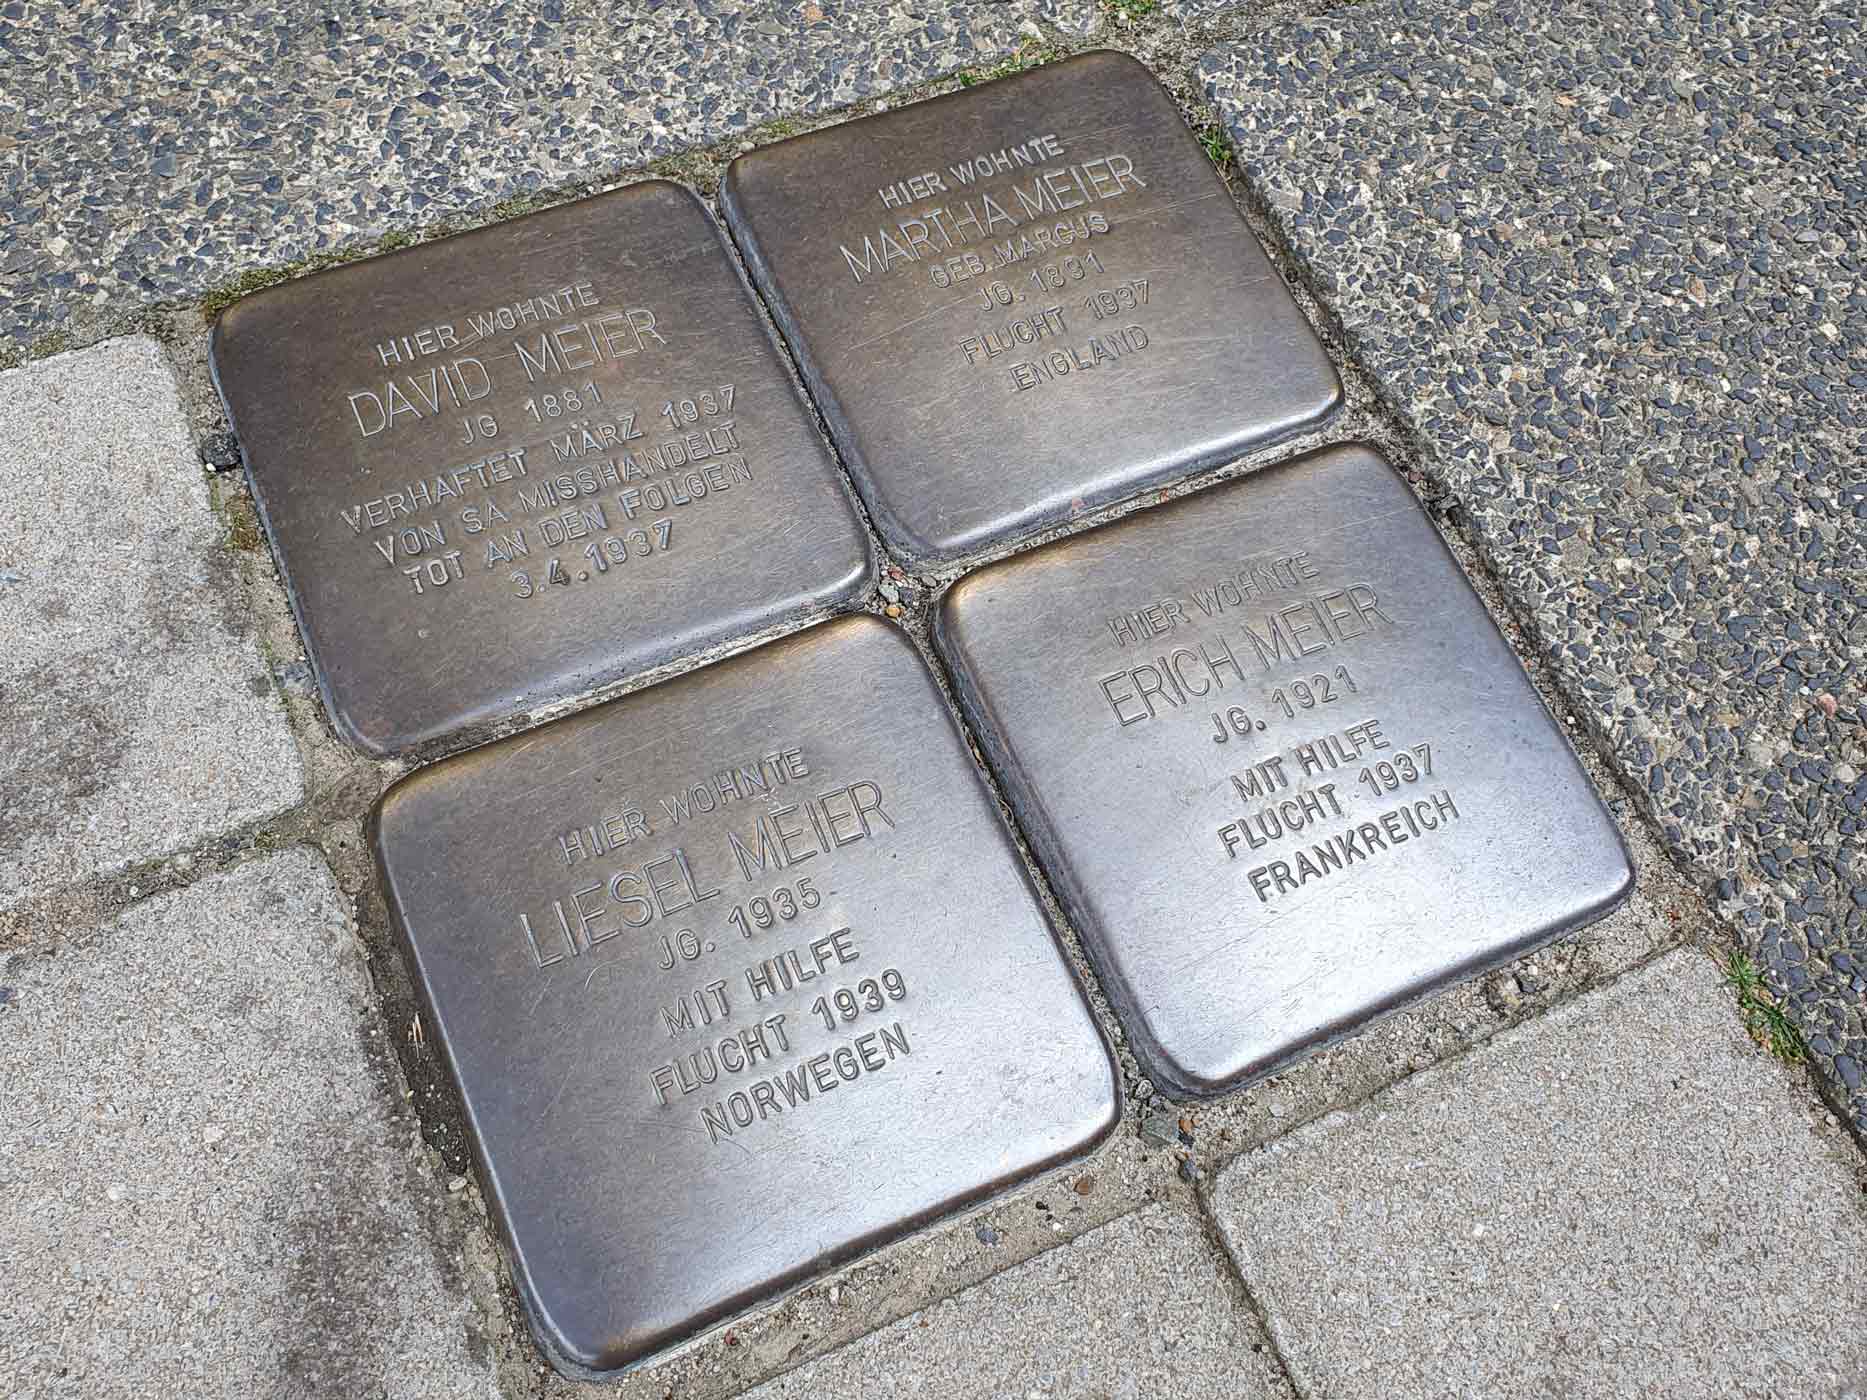 HIER WOHNTE
DAVID MEIER
JG 1881
VERHAFTET MÄRZ 1937
VON SA MISSHANDELT
TOT AN DEN FOLGEN
3.4.1937
HIER WOHNTE
MARTHA MEIER
GEB. MARCUS
JG. 1891
FLUCHT 1937
ENGLAND
HIER WOHNTE
LIESEL MEIER
JG. 1935
MIT HILFE
FLUCHT 1939
NORWEGEN
HIER WOHNTE
ERICH MEIER
JG. 1921
MIT HILFE
FLUCHT 1937
FRANKREICH